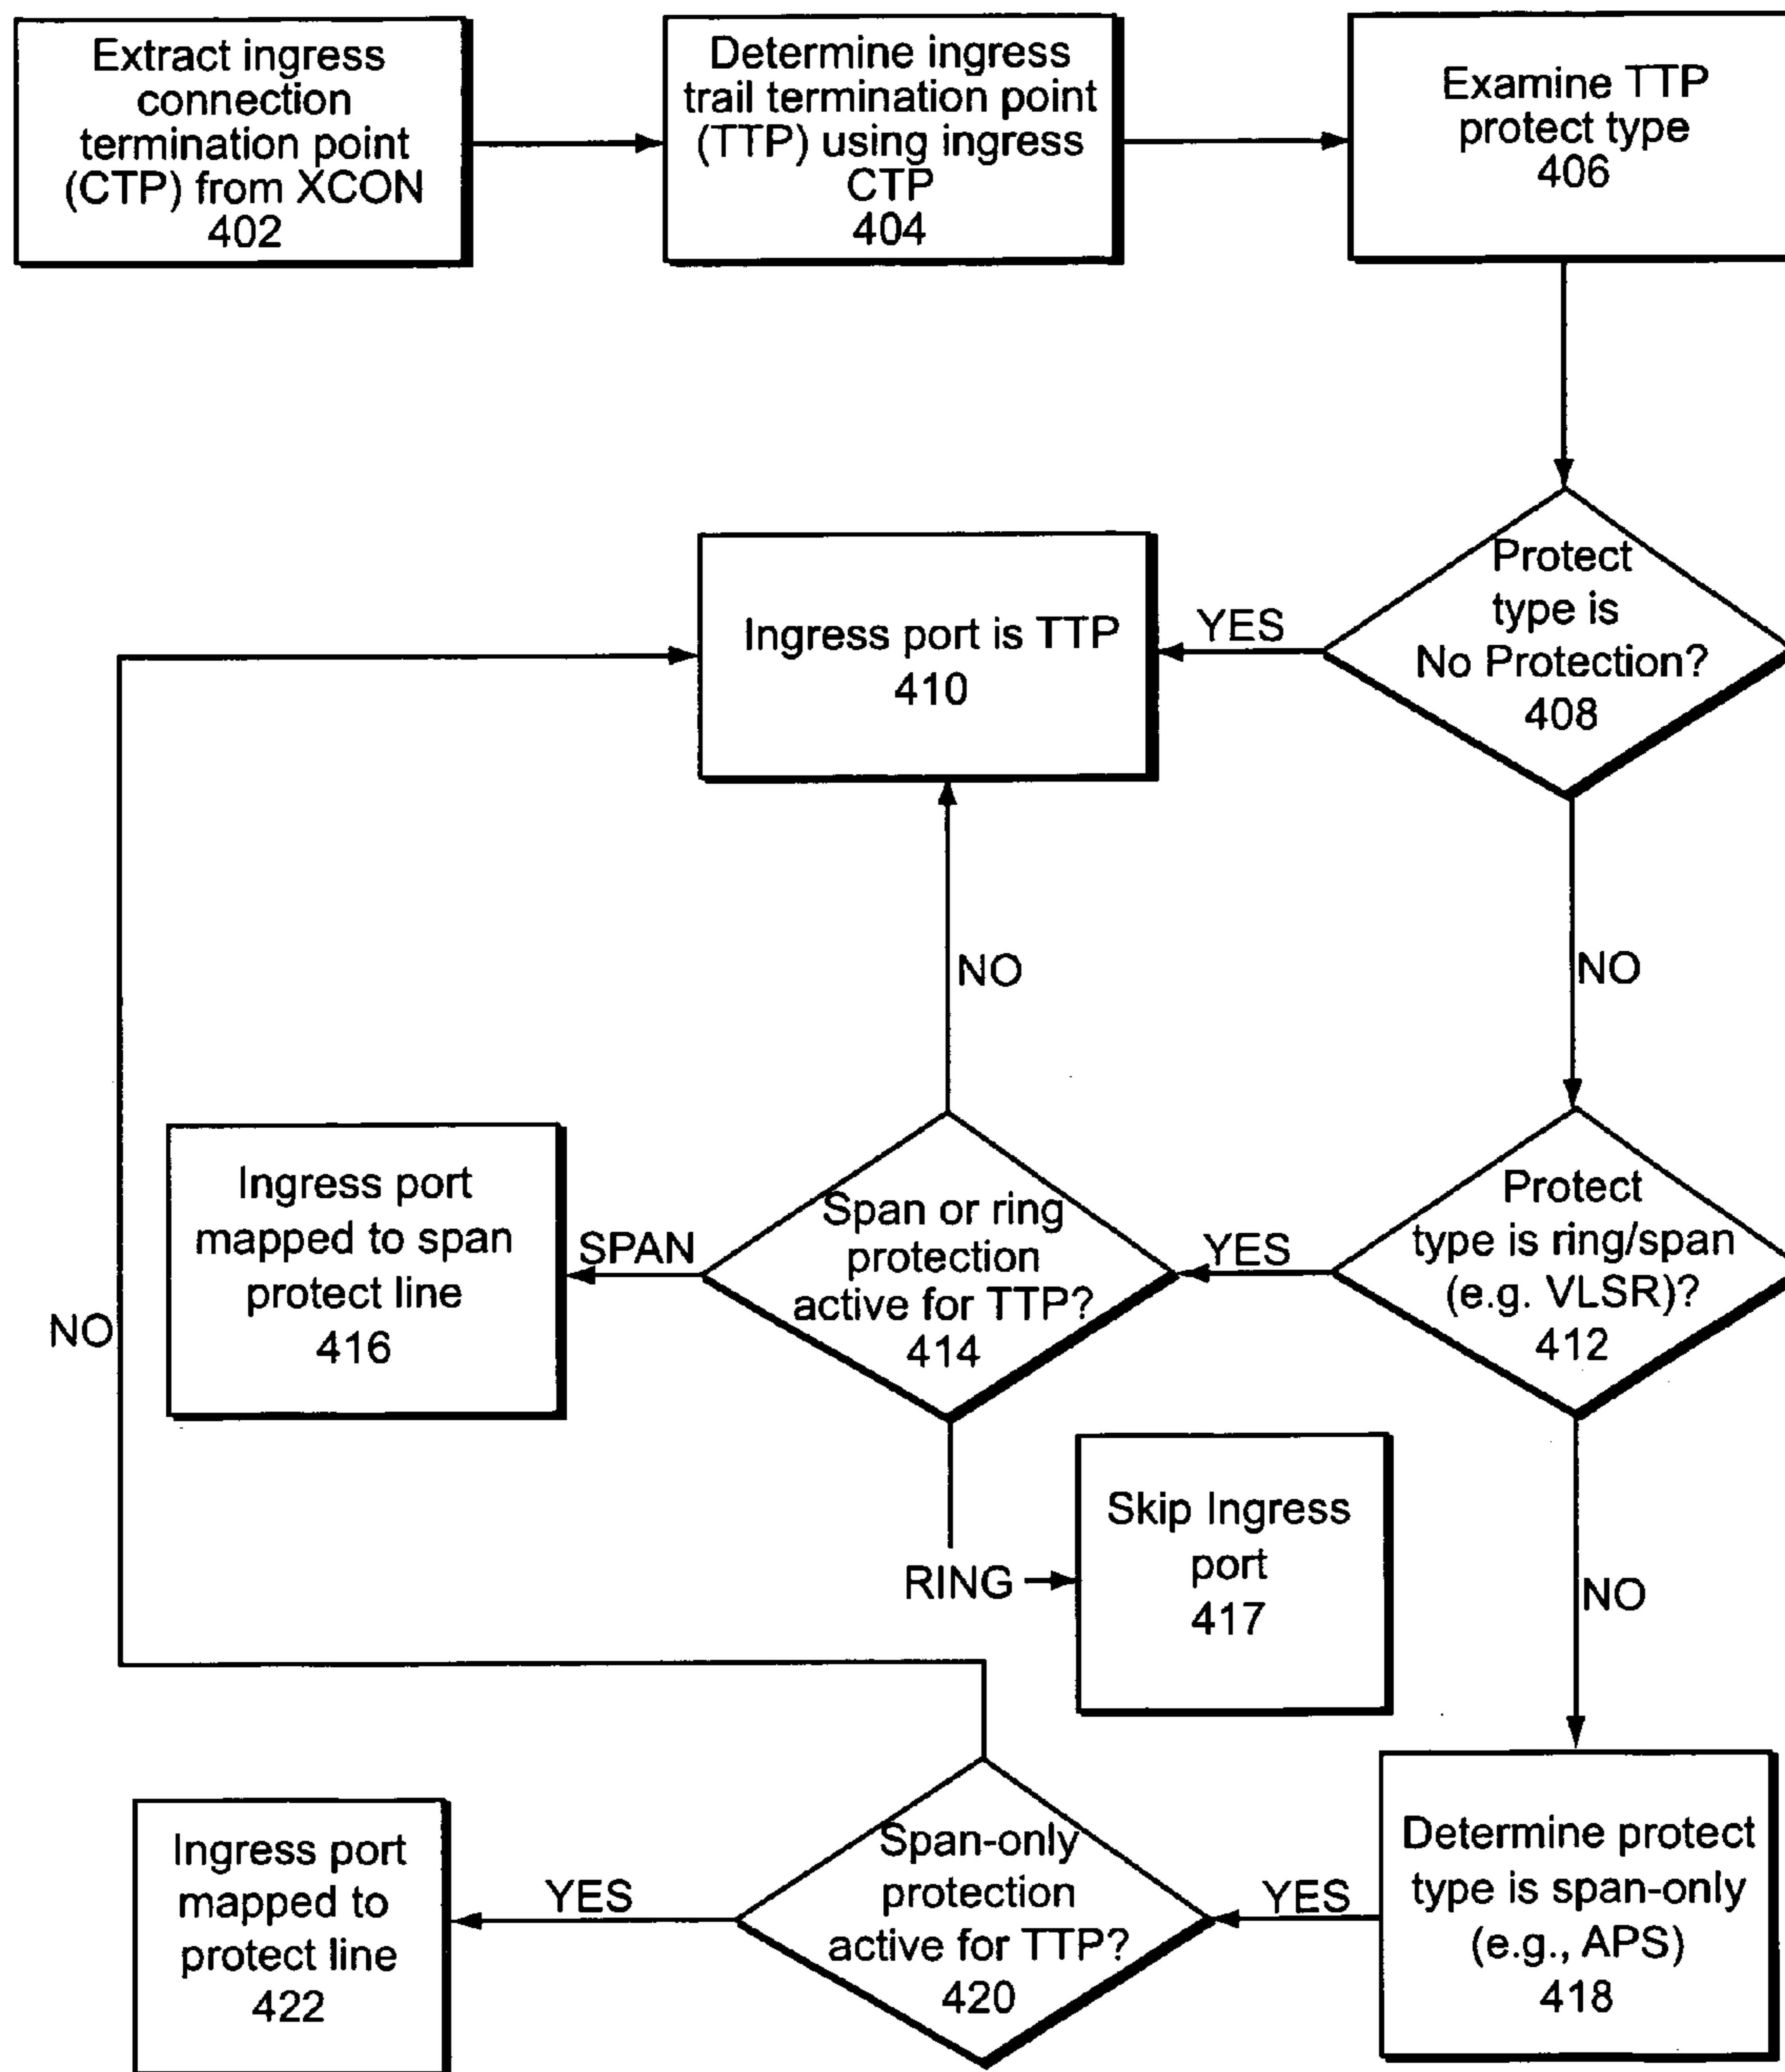 Extract ingress
connection
termination point
(CTP) from XCON
402
Determine ingress
trail termination point
(TTP) using ingress
CTP
404
Examine TTP
protect type
406
Protect
type is
No Protection?
408
YES
Ingress port is TTP
410
NO
NO
Protect
type is ring/span
(e.g. VLSR)?
412
YES
Span or ring
protection
active for TTP?
414
SPAN
Ingress port
mapped to span
protect line
416
NO
RING
Skip Ingress
port
417
NO
Determine protect
type is span-only
(e.g., APS)
418
YES
Span-only
protection
active for TTP?
420
YES
Ingress port
mapped to
protect line
422